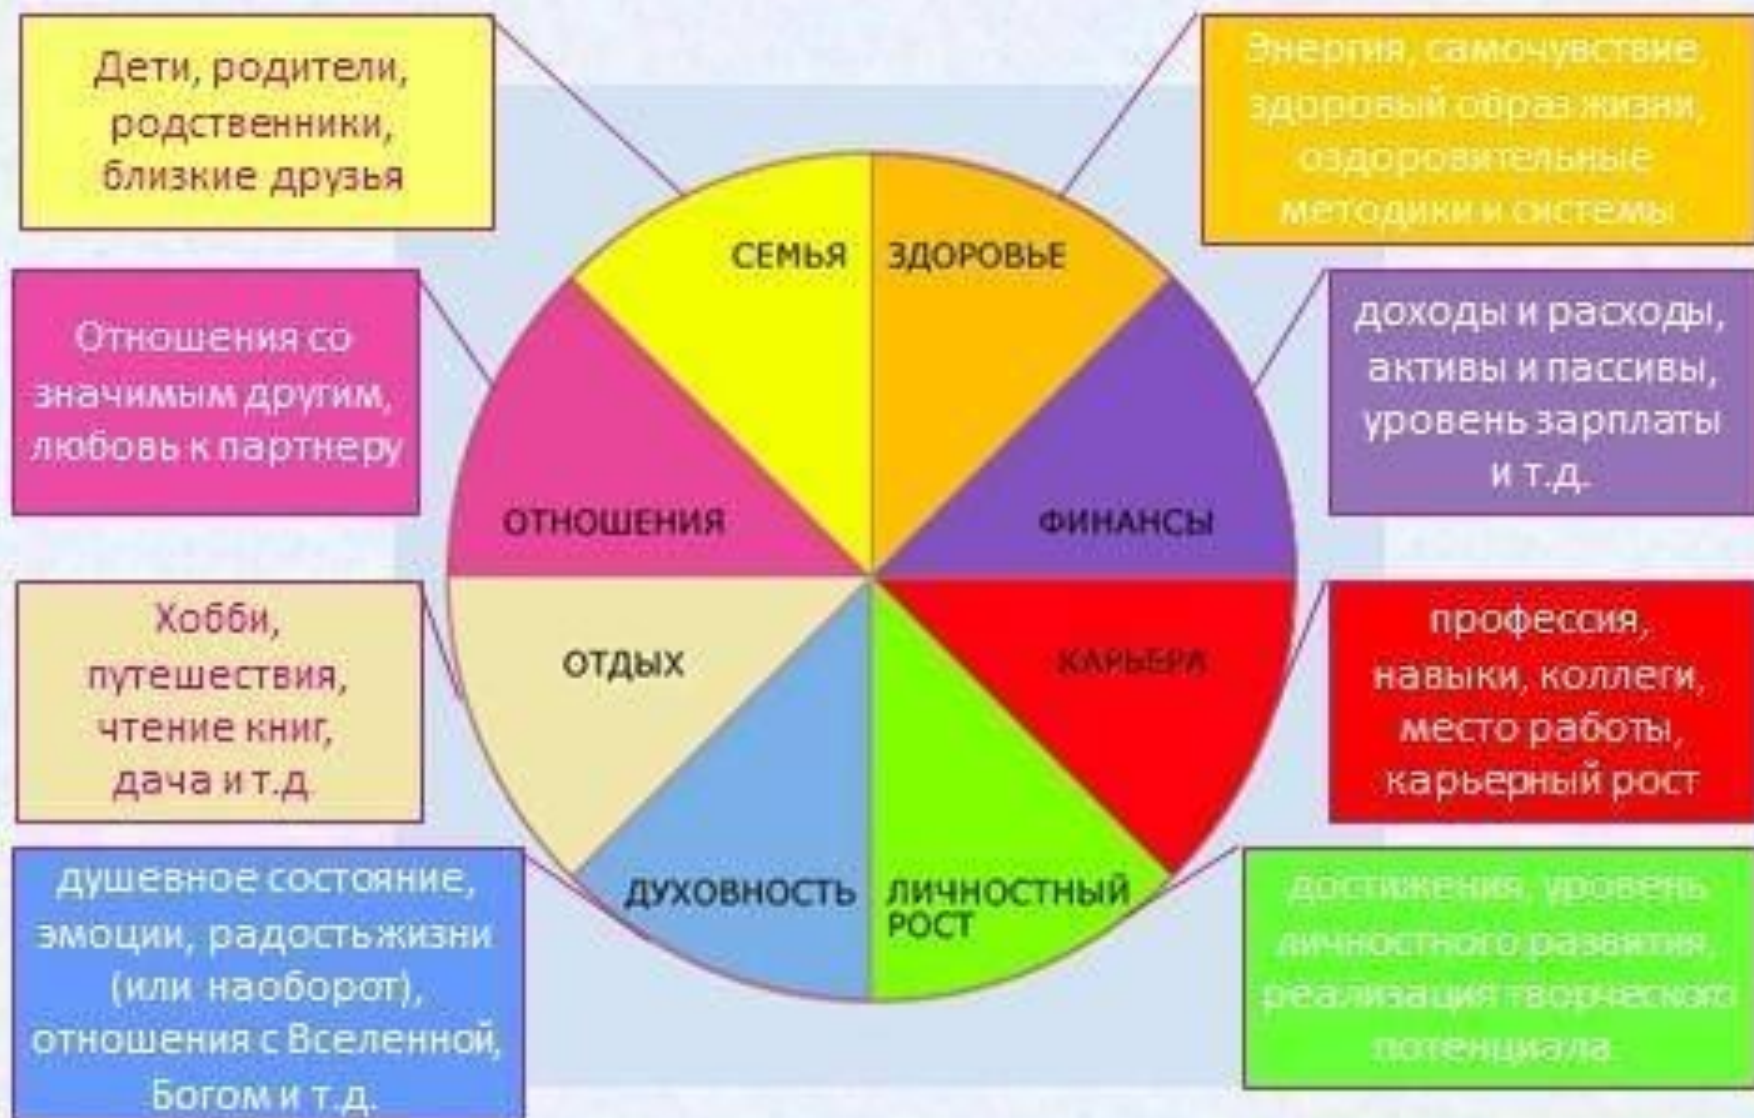 Дети, родители,
родственники,
близкие друзья
Энергия, самочувствие,
здоровый образ жизни,
оздоровительные
методики и системы
СЕМЬЯ
ЗДОРОВЬЕ
Отношения со
значимым другим,
любовь к партнеру
доходы и расходы,
активы и пассивы,
уровень зарплаты
и т.д.
ОТНОШЕНИЯ
ФИНАНСЫ
Хобби,
путешествия,
чтение книг,
дача и т.д
ОТДЫХ
КАРЬЕРА
профессия,
навыки, коллеги,
место работы,
карьерный рост
душевное состояние,
эмоции, радость жизни
(или наоборот),
отношения с Вселенной,
Богом и т.д.
ДУХОВНОСТЬ
ЛИЧНОСТНЫЙ
РОСТ
достижения, уровень
личностного развития,
реализация творческого
потенциала